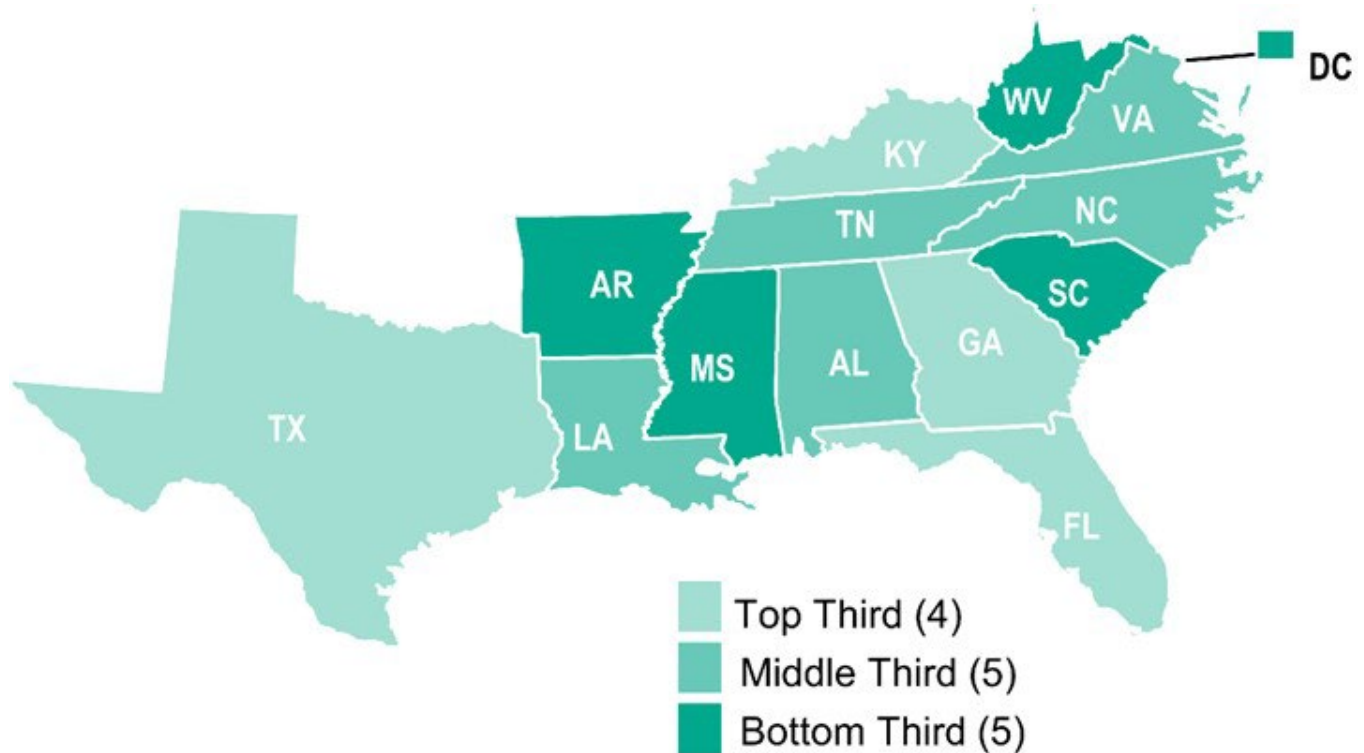 DC
WV
VA
KY
NC
TN
AR
SC
GA
MS
AL
TX
LA
FL
Top Third (4)
Middle Third (5)
Bottom Third (5)